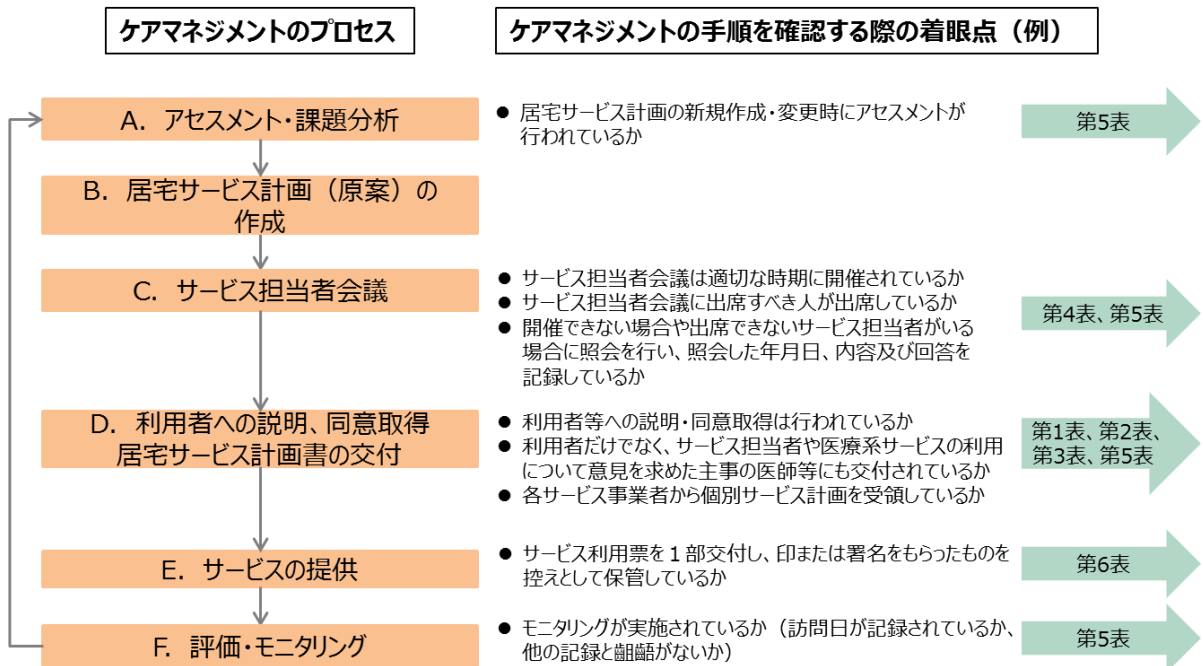 ケアマネジメントのプロセス
ケアマネジメントの手順を確認する際の着眼点（例）
A．アセスメント・課題分析
● 居宅サービス計画の新規作成・変更時にアセスメントが
行われているか
第5表
B．居宅サービス計画（原案）の
作成
C．サービス担当者会議
● サービス担当者会議は適切な時期に開催されているか
● サービス担当者会議に出席すべき人が出席しているか
● 開催できない場合や出席できないサービス担当者がいる
場合に照会を行い、照会した年月日、内容及び回答を
記録しているか
第4表、第5表
D．利用者への説明、同意取得
居宅サービス計画書の交付
● 利用者等への説明・同意取得は行われているか
● 利用者だけでなく、サービス担当者や医療系サービスの利用
について意見を求めた主事の医師等にも交付されているか
● 各サービス事業者から個別サービス計画を受領しているか
第1表、第2表、
第3表、第5表
E．サービスの提供
● サービス利用票を１部交付し、印または署名をもらったものを
控えとして保管しているか
第6表
F．評価・モニタリング
● モニタリングが実施されているか（訪問日が記録されているか、
他の記録と齟齬がないか）
第5表